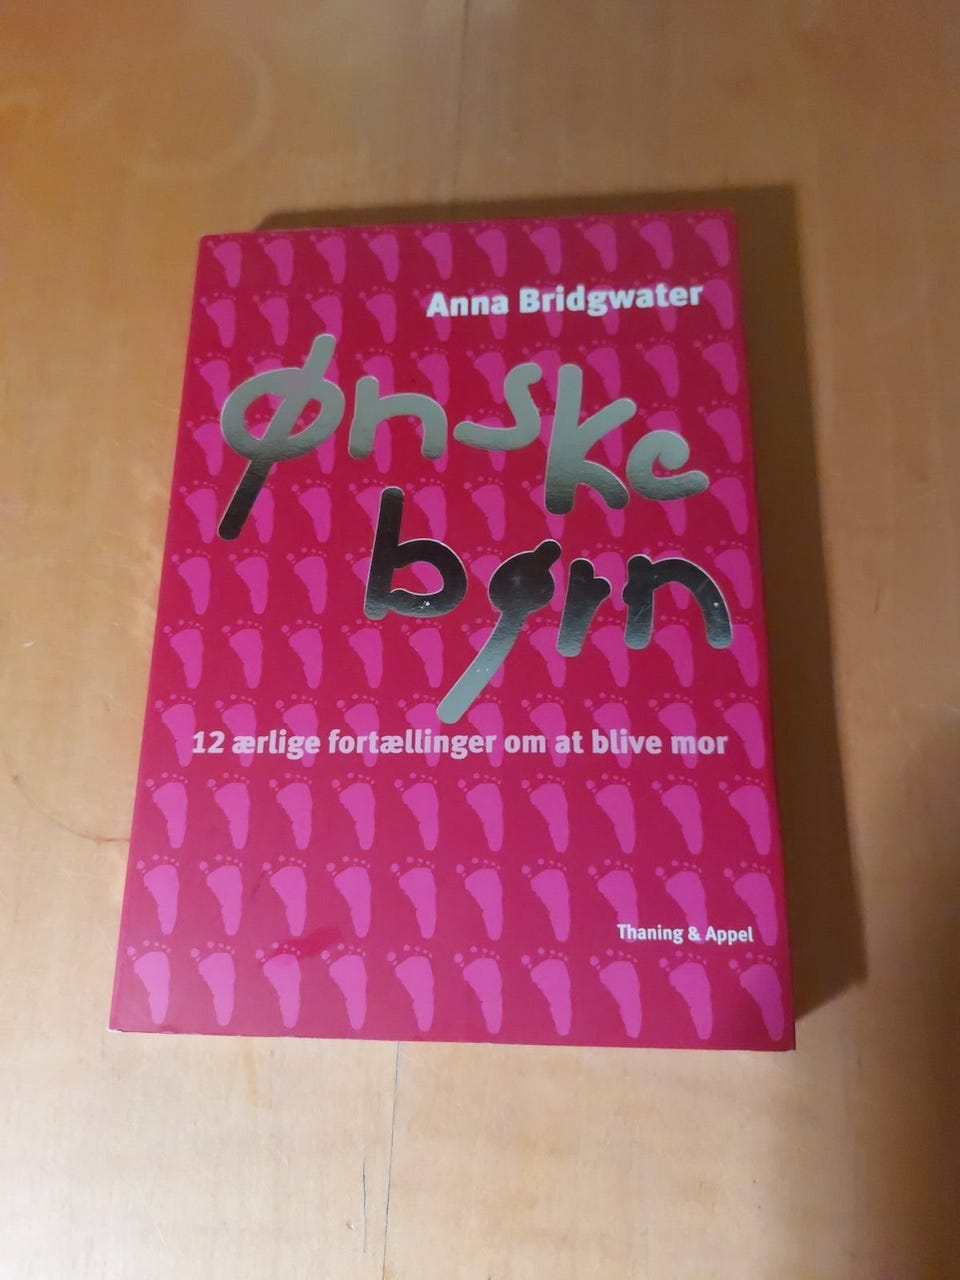 Anna Bridgwater
Ønske
børn
12 ærlige fortællinger om at blive mor
Thaning & Appel